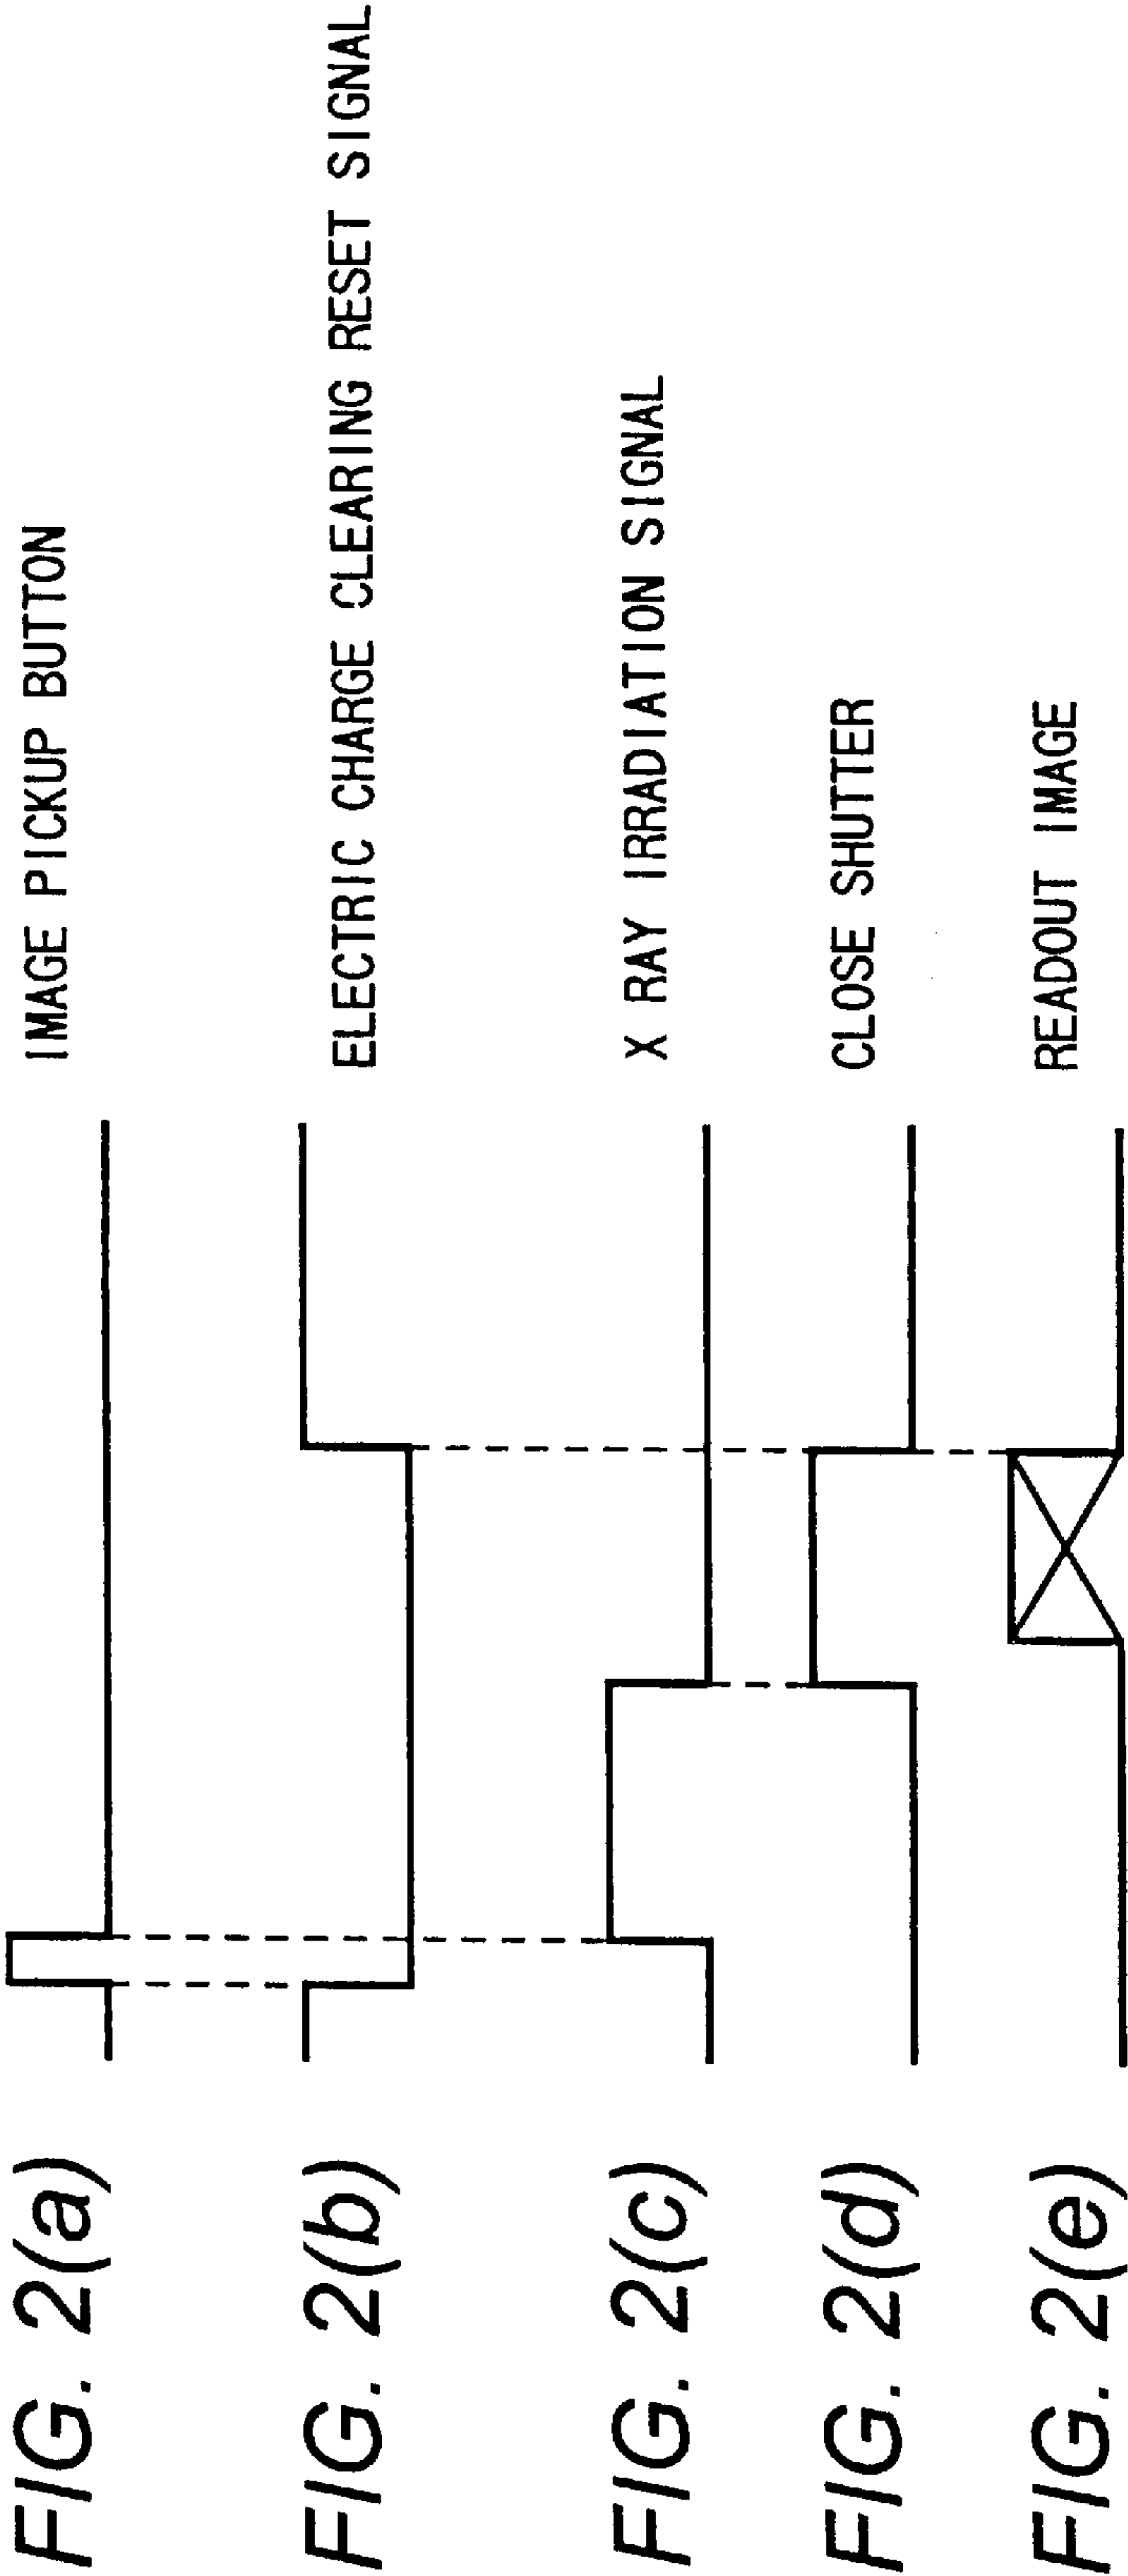 FIG. 2(a) IMAGE PICKUP BUTTON
FIG. 2(b) ELECTRIC CHARGE CLEARING RESET SIGNAL
FIG. 2(c) X RAY IRRADIATION SIGNAL
FIG. 2(d) CLOSE SHUTTER
FIG. 2(e) READOUT IMAGE